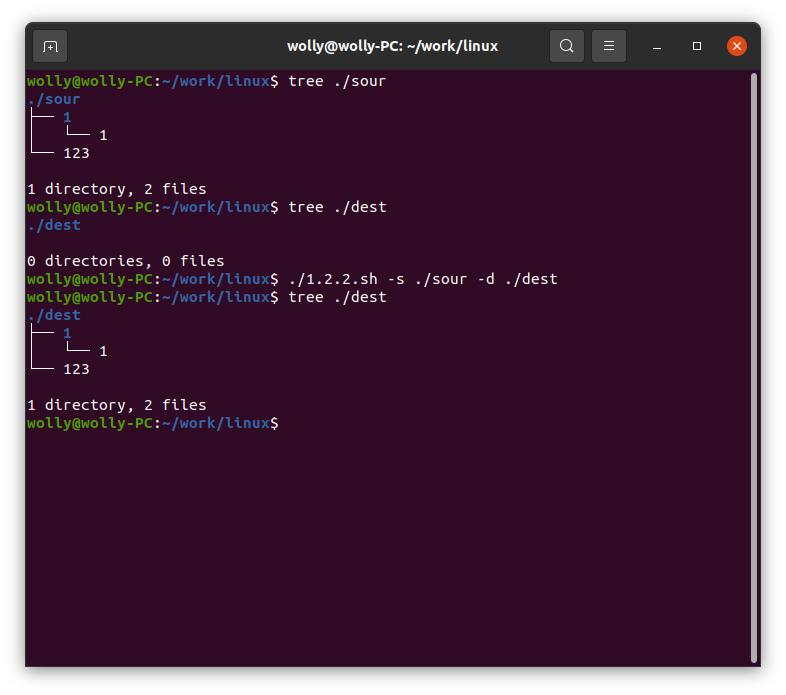 wolly@wolly-PC: ~/work/linux
wolly@wolly-PC:~/work/linux$ tree ./sour
./sour
├── 1
│   └── 1
└── 123
1 directory, 2 files
wolly@wolly-PC:~/work/linux$ tree ./dest
./dest
0 directories, 0 files
wolly@wolly-PC:~/work/linux$ ./1.2.2.sh -s ./sour -d ./dest
wolly@wolly-PC:~/work/linux$ tree ./dest
./dest
├── 1
│   └── 1
└── 123
1 directory, 2 files
wolly@wolly-PC:~/work/linux$